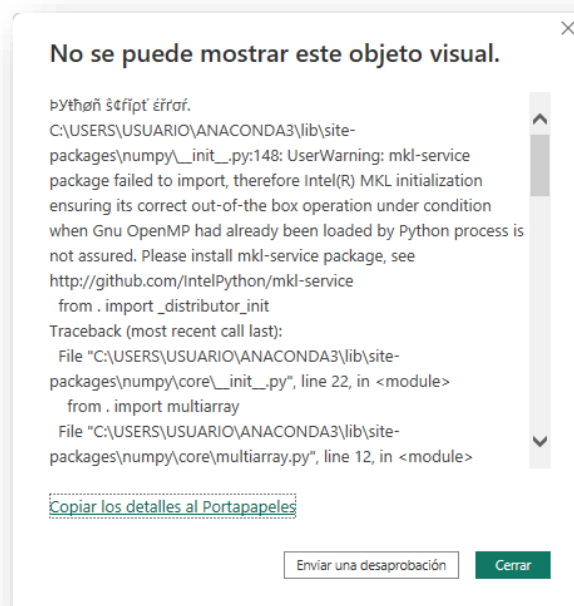 No se puede mostrar este objeto visual.
ÞУŧħøñ š¢řīpť ėřřσŕ.
C:\USERS\USUARIO\ANACONDA3\lib\site-
packages\numpy\__init__.py:148: UserWarning: mkl-service
package failed to import, therefore Intel(R) MKL initialization
ensuring its correct out-of-the box operation under condition
when Gnu OpenMP had already been loaded by Python process is
not assured. Please install mkl-service package, see
http://github.com/IntelPython/mkl-service
from . import _distributor_init
Traceback (most recent call last):
File "C:\USERS\USUARIO\ANACONDA3\lib\site-
packages\numpy\core\__init__.py", line 22, in <module>
from . import multiarray
File "C:\USERS\USUARIO\ANACONDA3\lib\site-
packages\numpy\core\multiarray.py", line 12, in <module>
Copiar los detalles al Portapapeles
Enviar una desaprobación
Cerrar